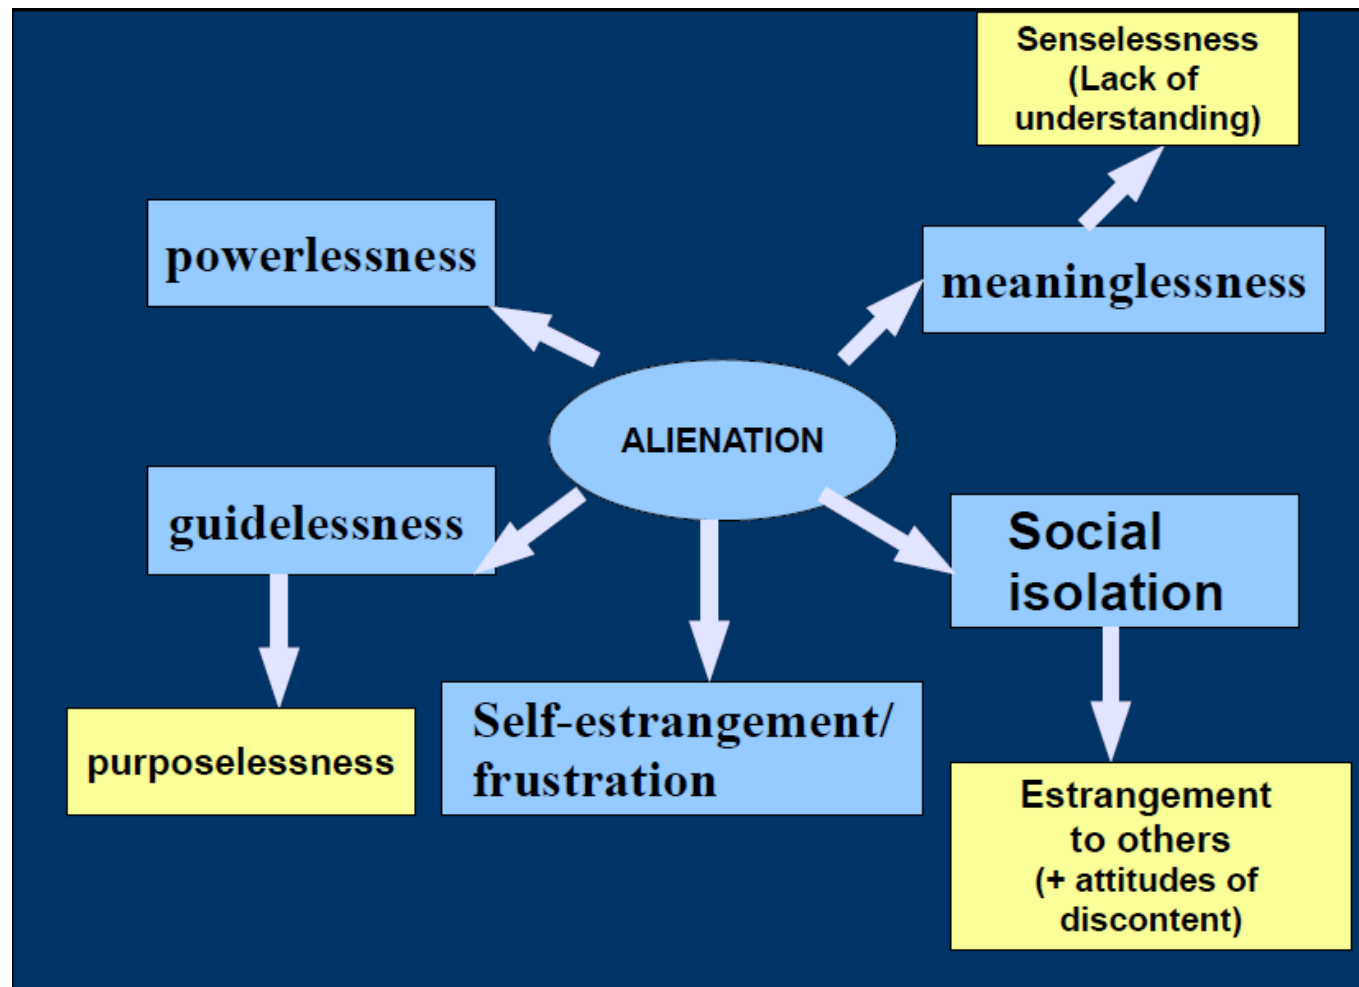 Senselessness
(Lack of
understanding)
powerlessness
meaninglessness
ALIENATION
guidelessness
Social
isolation
purposelessness
Self-estrangement/
frustration
Estrangement
to others
(+ attitudes of
discontent)